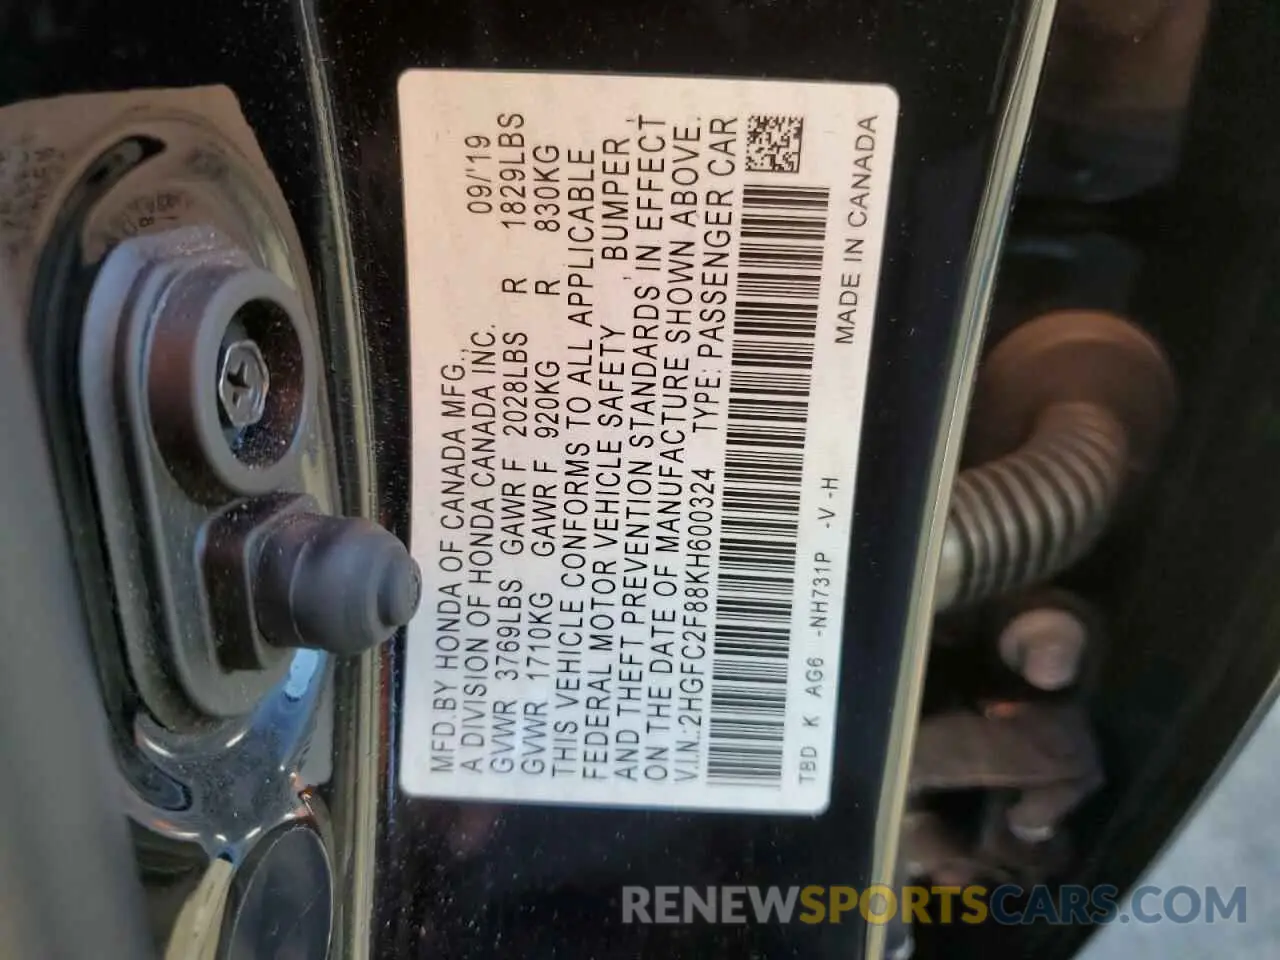 MFD.BY HONDA OF CANADA MFG., 09/'19
A DIVISION OF HONDA CANADA INC.
GVWR 3769LBS GAWR F 2028LBS R 1829LBS
GVWR 1710KG GAWR F 920KG R 830KG
THIS VEHICLE CONFORMS TO ALL APPLICABLE
FEDERAL MOTOR VEHICLE SAFETY, BUMPER,
AND THEFT PREVENTION STANDARDS, IN EFFECT
ON THE DATE OF MANUFACTURE SHOWN ABOVE.
V.I.N.:2HGFC2F88KH600324 TYPE: PASSENGER CAR
TBD K AG6 -NH731P -V-H
MADE IN CANADA
RENEWSPORTSCARS.COM